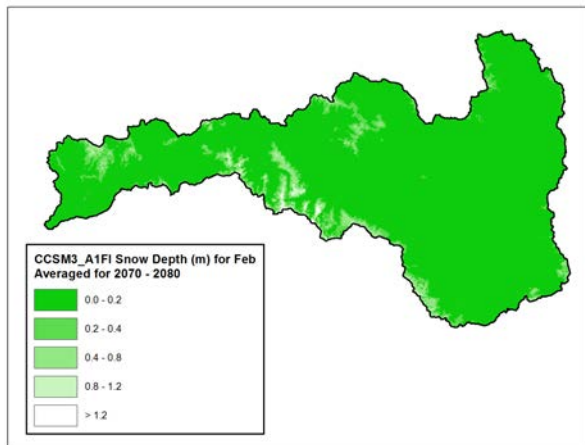 CCSM3_A1FI Snow Depth (m) for Feb
Averaged for 2070 - 2080
0.0 - 0.2
0.2 - 0.4
0.4 - 0.8
0.8 - 1.2
> 1.2